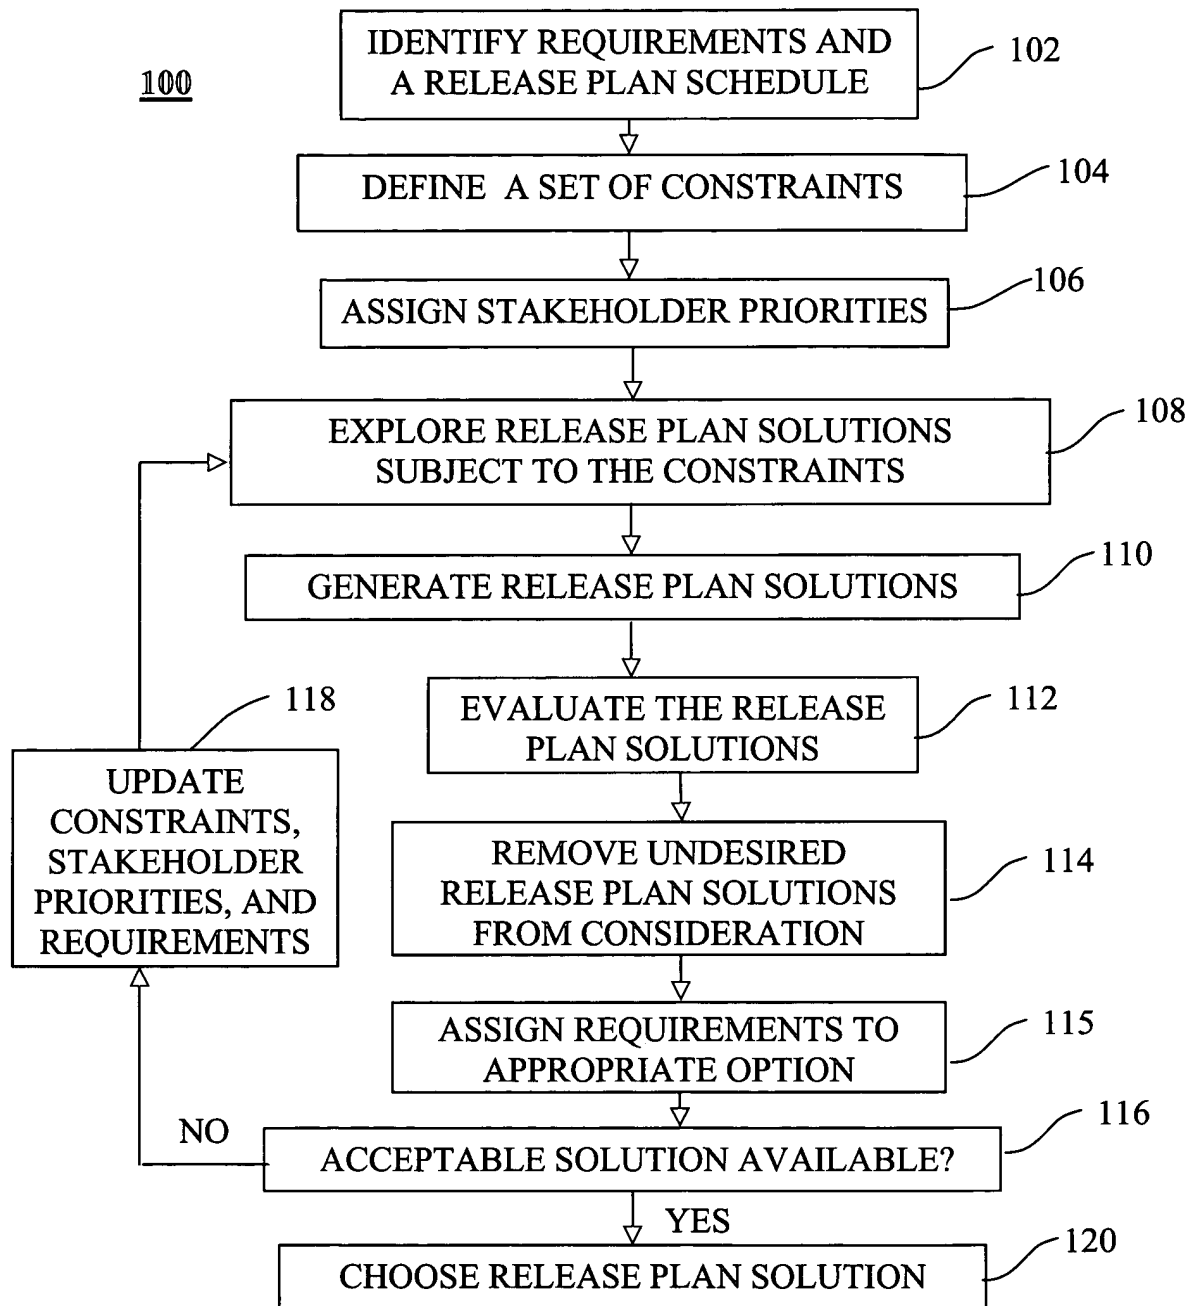 100
IDENTIFY REQUIREMENTS AND
A RELEASE PLAN SCHEDULE
102
DEFINE A SET OF CONSTRAINTS
104
ASSIGN STAKEHOLDER PRIORITIES
106
EXPLORE RELEASE PLAN SOLUTIONS
SUBJECT TO THE CONSTRAINTS
108
GENERATE RELEASE PLAN SOLUTIONS
110
EVALUATE THE RELEASE
PLAN SOLUTIONS
112
118
UPDATE
CONSTRAINTS,
STAKEHOLDER
PRIORITIES, AND
REQUIREMENTS
REMOVE UNDESIRED
RELEASE PLAN SOLUTIONS
FROM CONSIDERATION
114
ASSIGN REQUIREMENTS TO
APPROPRIATE OPTION
115
NO
ACCEPTABLE SOLUTION AVAILABLE?
116
YES
CHOOSE RELEASE PLAN SOLUTION
120